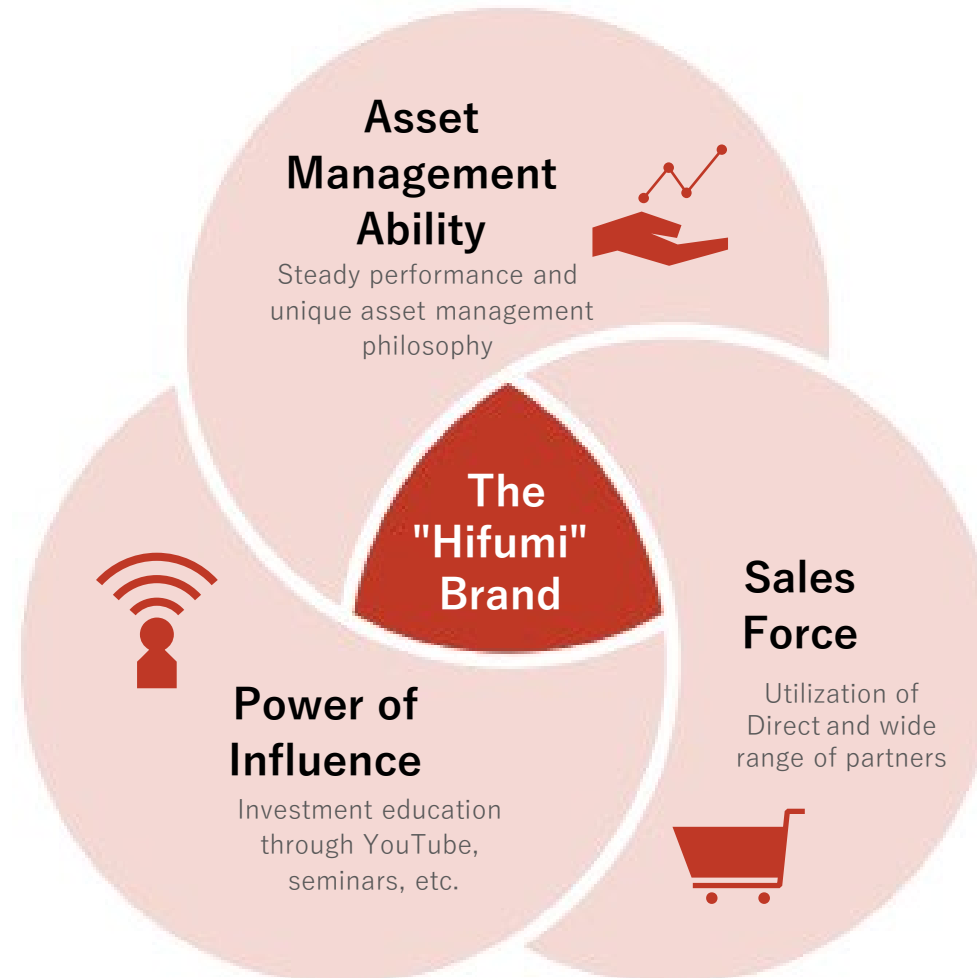 Asset
Management
Ability
Steady performance and
unique asset management
philosophy
The
"Hifumi"
Brand
Sales
Force
Utilization of
Direct and wide
range of partners
Power of
Influence
Investment education
through YouTube,
seminars, etc.